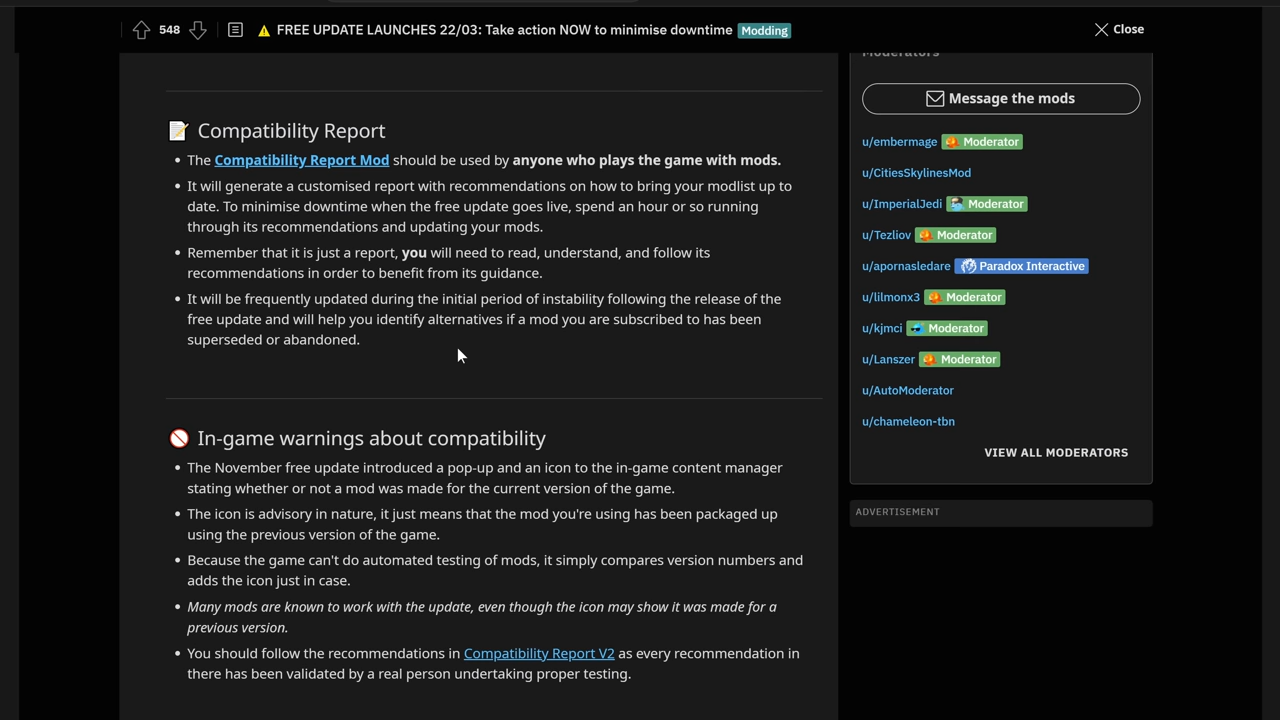 548
FREE UPDATE LAUNCHES 22/03: Take action NOW to minimise downtime Modding
Close
Compatibility Report
The Compatibility Report Mod should be used by anyone who plays the game with mods.
It will generate a customised report with recommendations on how to bring your modlist up to
date. To minimise downtime when the free update goes live, spend an hour or so running
through its recommendations and updating your mods.
Remember that it is just a report, you will need to read, understand, and follow its
recommendations in order to benefit from its guidance.
It will be frequently updated during the initial period of instability following the release of the
free update and will help you identify alternatives if a mod you are subscribed to has been
superseded or abandoned.
In-game warnings about compatibility
The November free update introduced a pop-up and an icon to the in-game content manager
stating whether or not a mod was made for the current version of the game.
The icon is advisory in nature, it just means that the mod you're using has been packaged up
using the previous version of the game.
Because the game can't do automated testing of mods, it simply compares version numbers and
adds the icon just in case.
Many mods are known to work with the update, even though the icon may show it was made for a
previous version.
You should follow the recommendations in Compatibility Report V2 as every recommendation in
there has been validated by a real person undertaking proper testing.
Moderators
Message the mods
u/embermage Moderator
u/CitiesSkylinesMod
u/ImperialJedi Moderator
u/Tezliov Moderator
u/apornasledare Paradox Interactive
u/lilmonx3 Moderator
u/kjmci Moderator
u/Lanszer Moderator
u/AutoModerator
u/chameleon-tbn
VIEW ALL MODERATORS
ADVERTISEMENT